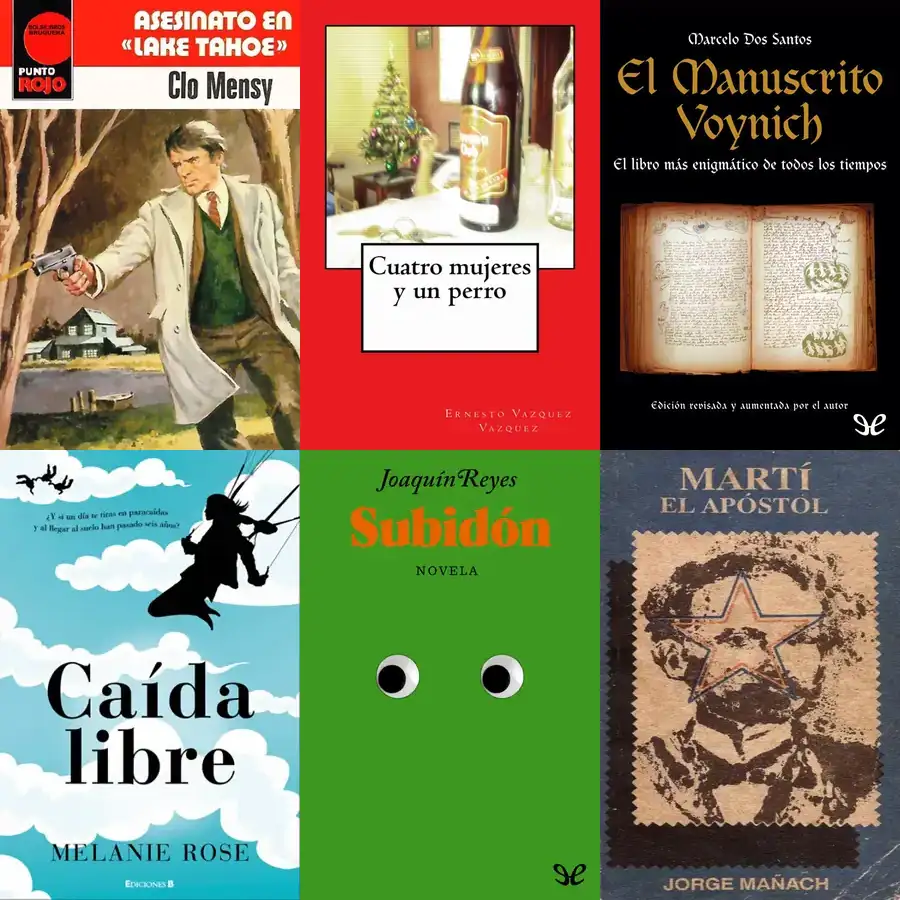 BOLSILIBROS
BRUGUERA
PUNTO
ROJO
ASESINATO EN
«LAKE TAHOE»
Clo Mensy
Cuatro mujeres
y un perro
Ernesto Vazquez
Vazquez
Marcelo Dos Santos
El Manuscrito
Voynich
El libro más enigmático de todos los tiempos
Edición revisada y aumentada por el autor
¿Y si un día te tiras en paracaídas
y al llegar al suelo han pasado seis años?
Caída
libre
MELANIE ROSE
EDICIONES B
Joaquín Reyes
Subidón
NOVELA
MARTÍ
EL APÓSTOL
JORGE MAÑACH